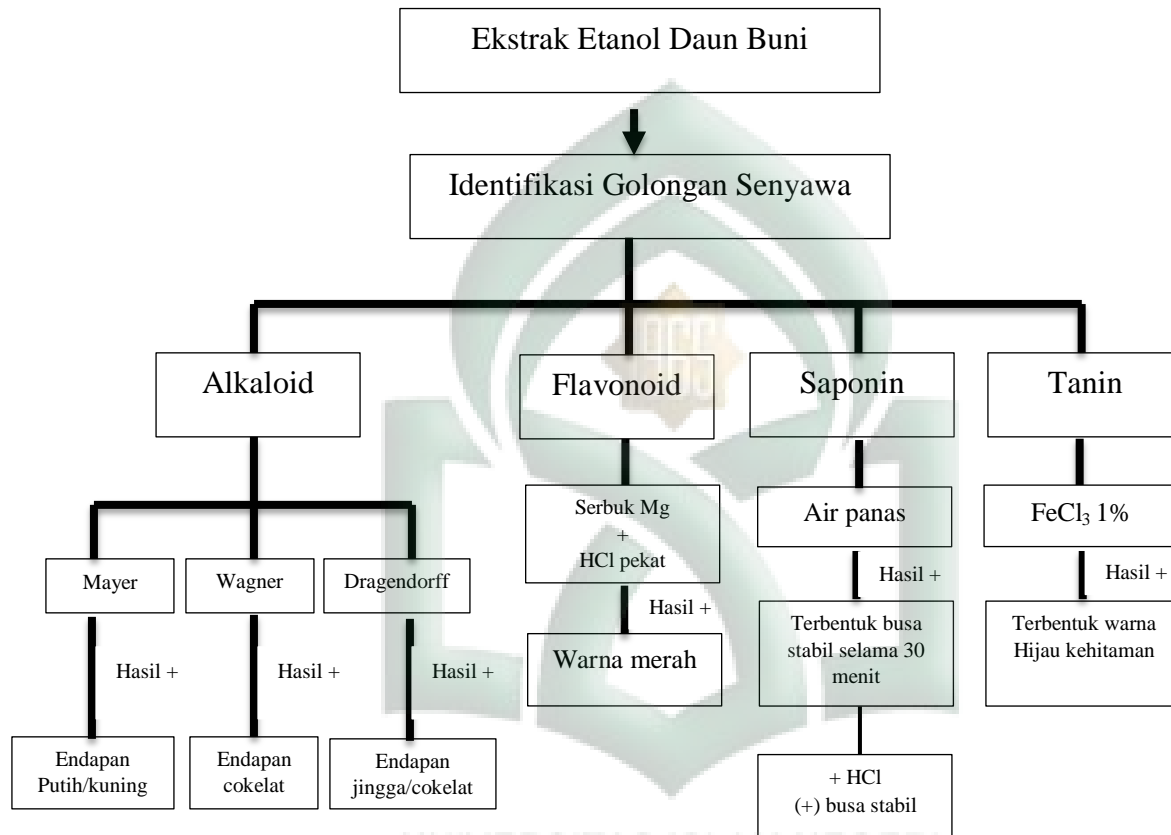 Ekstrak Etanol Daun Buni
Identifikasi Golongan Senyawa
Alkaloid
Flavonoid
Saponin
Tanin
Serbuk Mg
+
HCl pekat
Air panas
FeCl₃ 1%
Mayer
Wagner
Dragendorff
Hasil +
Hasil +
Hasil +
Terbentuk busa
stabil selama 30
menit
Terbentuk warna
Hijau kehitaman
Warna merah
Hasil +
Hasil +
Hasil +
Endapan
Putih/kuning
Endapan
cokelat
Endapan
jingga/cokelat
+ HCl
(+) busa stabil